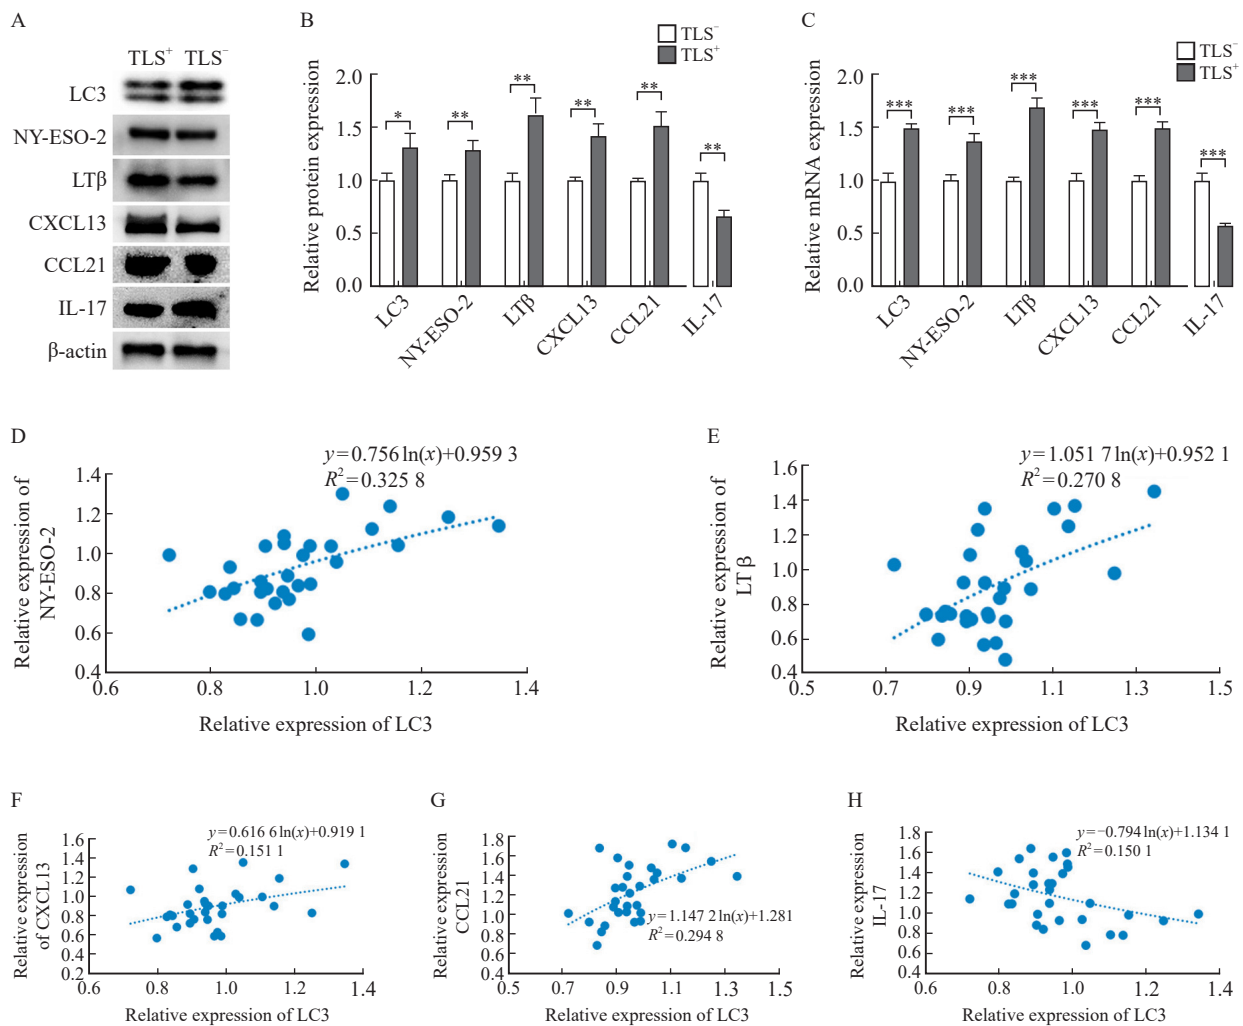 A
TLS⁺ TLS⁻
LC3
NY-ESO-2
LTβ
CXCL13
CCL21
IL-17
β-actin
B
TLS⁻
TLS⁺
Relative protein expression
2.0
1.5
1.0
0.5
0.0
* ** ** ** ** **
LC3 NY-ESO-2 LTβ CXCL13 CCL21 IL-17
C
TLS⁻
TLS⁺
Relative mRNA expression
2.0
1.5
1.0
0.5
0.0
*** *** *** *** *** ***
LC3 NY-ESO-2 LTβ CXCL13 CCL21 IL-17
D
y=0.756 ln(x)+0.959 3
R²=0.325 8
Relative expression of
NY-ESO-2
1.4
1.2
1.0
0.8
0.6
0.4
0.6 0.8 1.0 1.2 1.4
Relative expression of LC3
E
y=1.051 7 ln(x)+0.952 1
R²=0.270 8
Relative expression of
LTβ
1.6
1.4
1.2
1.0
0.8
0.6
0.4
0.5 0.7 0.9 1.1 1.3 1.5
Relative expression of LC3
F
y=0.616 6 ln(x)+0.919 1
R²=0.151 1
Relative expression
of CXCL13
1.6
1.4
1.2
1.0
0.8
0.6
0.4
0.2
0.6 0.8 1.0 1.2 1.4
Relative expression of LC3
G
Relative expression
CCL21
1.8
1.6
1.4
1.2
1.0
0.8
0.6
0.4
y=1.147 2 ln(x)+1.281
R²=0.294 8
0.5 0.7 0.9 1.1 1.3 1.5
Relative expression of LC3
H
y=−0.794 ln(x)+1.134 1
R²=0.150 1
Relative expression
IL-17
1.8
1.6
1.4
1.2
1.0
0.8
0.6
0.4
0.6 0.8 1.0 1.2 1.4
Relative expression of LC3